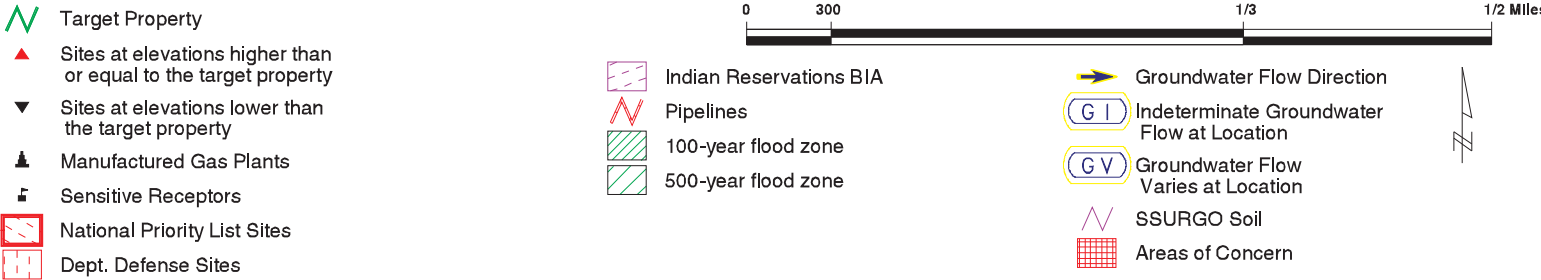 Target Property
Sites at elevations higher than
or equal to the target property
Sites at elevations lower than
the target property
Manufactured Gas Plants
Sensitive Receptors
National Priority List Sites
Dept. Defense Sites
0 300 1/3 1/2 Miles
Indian Reservations BIA
Pipelines
100-year flood zone
500-year flood zone
Groundwater Flow Direction
G I Indeterminate Groundwater
Flow at Location
G V Groundwater Flow
Varies at Location
SSURGO Soil
Areas of Concern
N